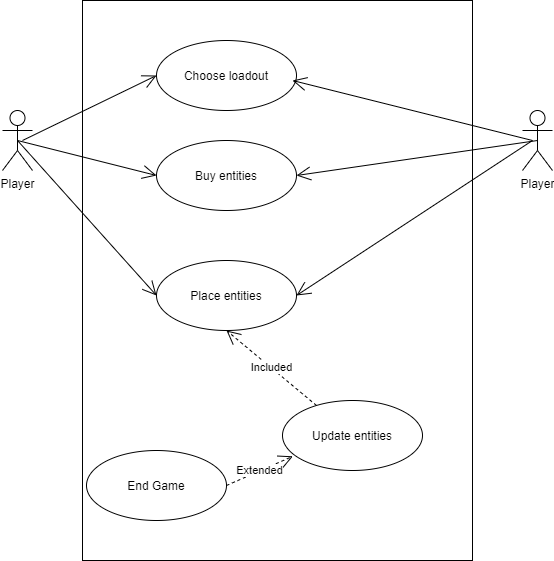 Choose loadout
Player
Buy entities
Player
Place entities
Included
Update entities
Extended
End Game